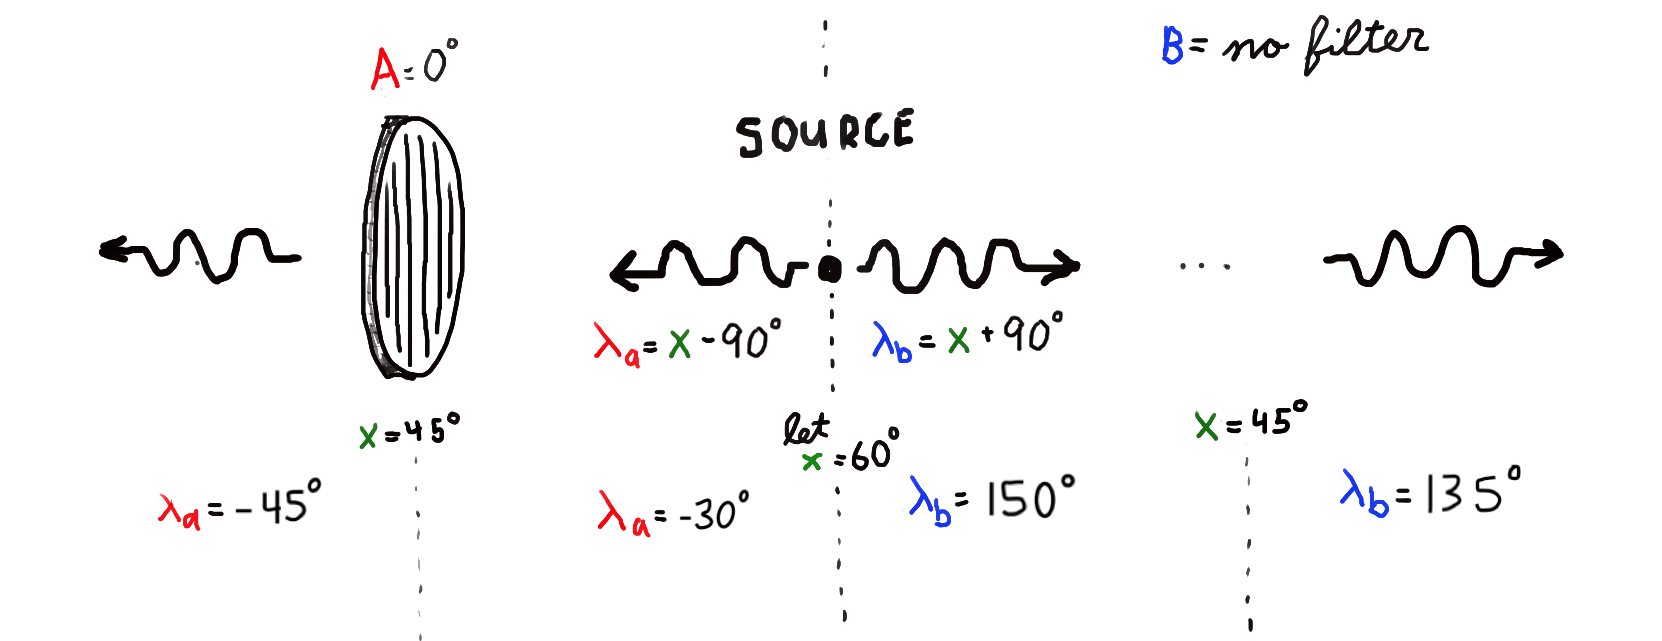 A=0°
B= no filter
SOURCE
λa= x -90°
λb= x +90°
x =45°
let
x =60°
x =45°
λa= -45°
λa= -30°
λb= 150°
...
λb= 135°